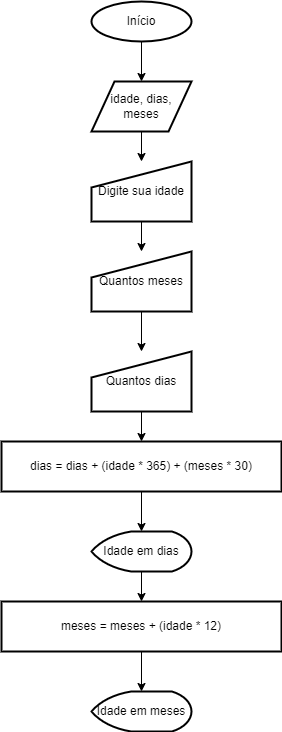 Início
idade, dias,
meses
Digite sua idade
Quantos meses
Quantos dias
dias = dias + (idade * 365) + (meses * 30)
Idade em dias
meses = meses + (idade * 12)
Idade em meses